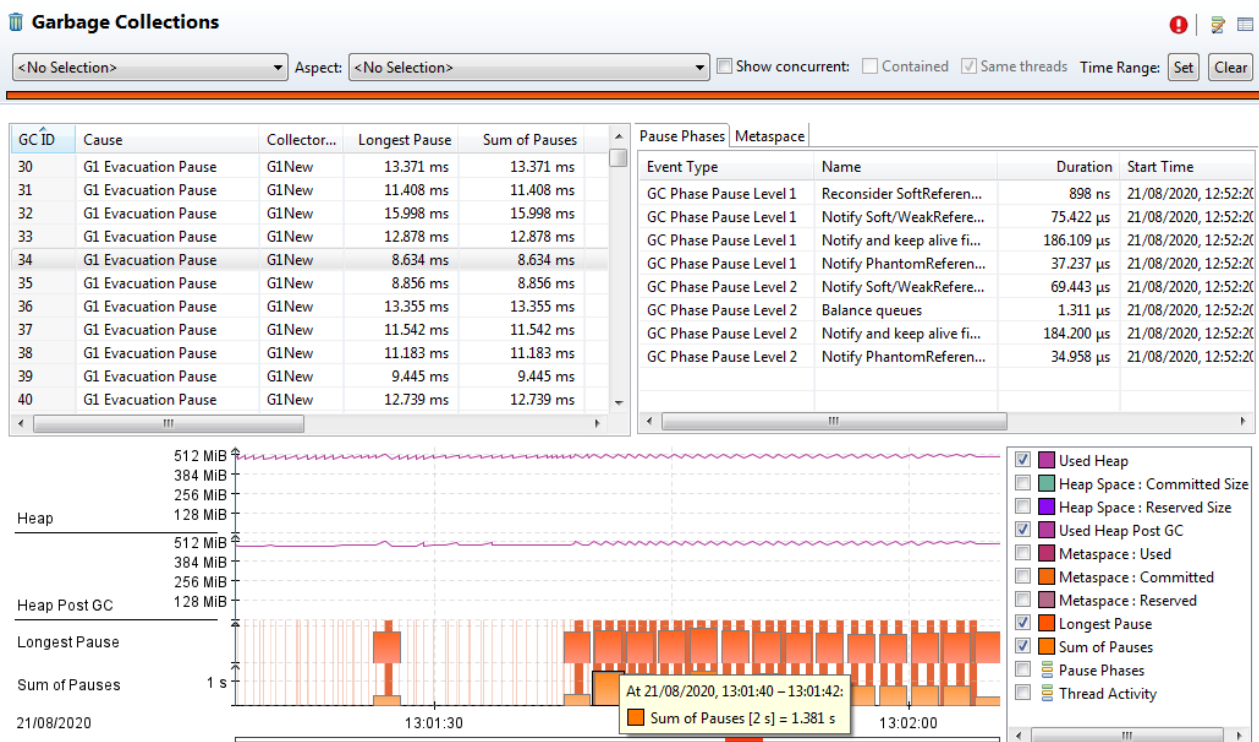 Garbage Collections
<No Selection> Aspect: <No Selection> Show concurrent: Contained Same threads Time Range: Set Clear
GC ID Cause Collector... Longest Pause Sum of Pauses
30 G1 Evacuation Pause G1New 13.371 ms 13.371 ms
31 G1 Evacuation Pause G1New 11.408 ms 11.408 ms
32 G1 Evacuation Pause G1New 15.998 ms 15.998 ms
33 G1 Evacuation Pause G1New 12.878 ms 12.878 ms
34 G1 Evacuation Pause G1New 8.634 ms 8.634 ms
35 G1 Evacuation Pause G1New 8.856 ms 8.856 ms
36 G1 Evacuation Pause G1New 13.355 ms 13.355 ms
37 G1 Evacuation Pause G1New 11.542 ms 11.542 ms
38 G1 Evacuation Pause G1New 11.183 ms 11.183 ms
39 G1 Evacuation Pause G1New 9.445 ms 9.445 ms
40 G1 Evacuation Pause G1New 12.739 ms 12.739 ms
Pause Phases Metaspace
Event Type Name Duration Start Time
GC Phase Pause Level 1 Reconsider SoftReferen... 898 ns 21/08/2020, 12:52:20
GC Phase Pause Level 1 Notify Soft/WeakRefere... 75.422 µs 21/08/2020, 12:52:20
GC Phase Pause Level 1 Notify and keep alive fi... 186.109 µs 21/08/2020, 12:52:20
GC Phase Pause Level 1 Notify PhantomReferen... 37.237 µs 21/08/2020, 12:52:20
GC Phase Pause Level 2 Notify Soft/WeakRefere... 69.443 µs 21/08/2020, 12:52:20
GC Phase Pause Level 2 Balance queues 1.311 µs 21/08/2020, 12:52:20
GC Phase Pause Level 2 Notify and keep alive fi... 184.200 µs 21/08/2020, 12:52:20
GC Phase Pause Level 2 Notify PhantomReferen... 34.958 µs 21/08/2020, 12:52:20
512 MiB
384 MiB
256 MiB
128 MiB
Heap
512 MiB
384 MiB
256 MiB
128 MiB
Heap Post GC
Longest Pause
Sum of Pauses 1 s
21/08/2020 13:01:30 13:02:00
At 21/08/2020, 13:01:40 – 13:01:42:
Sum of Pauses [2 s] = 1.381 s
Used Heap
Heap Space : Committed Size
Heap Space : Reserved Size
Used Heap Post GC
Metaspace : Used
Metaspace : Committed
Metaspace : Reserved
Longest Pause
Sum of Pauses
Pause Phases
Thread Activity